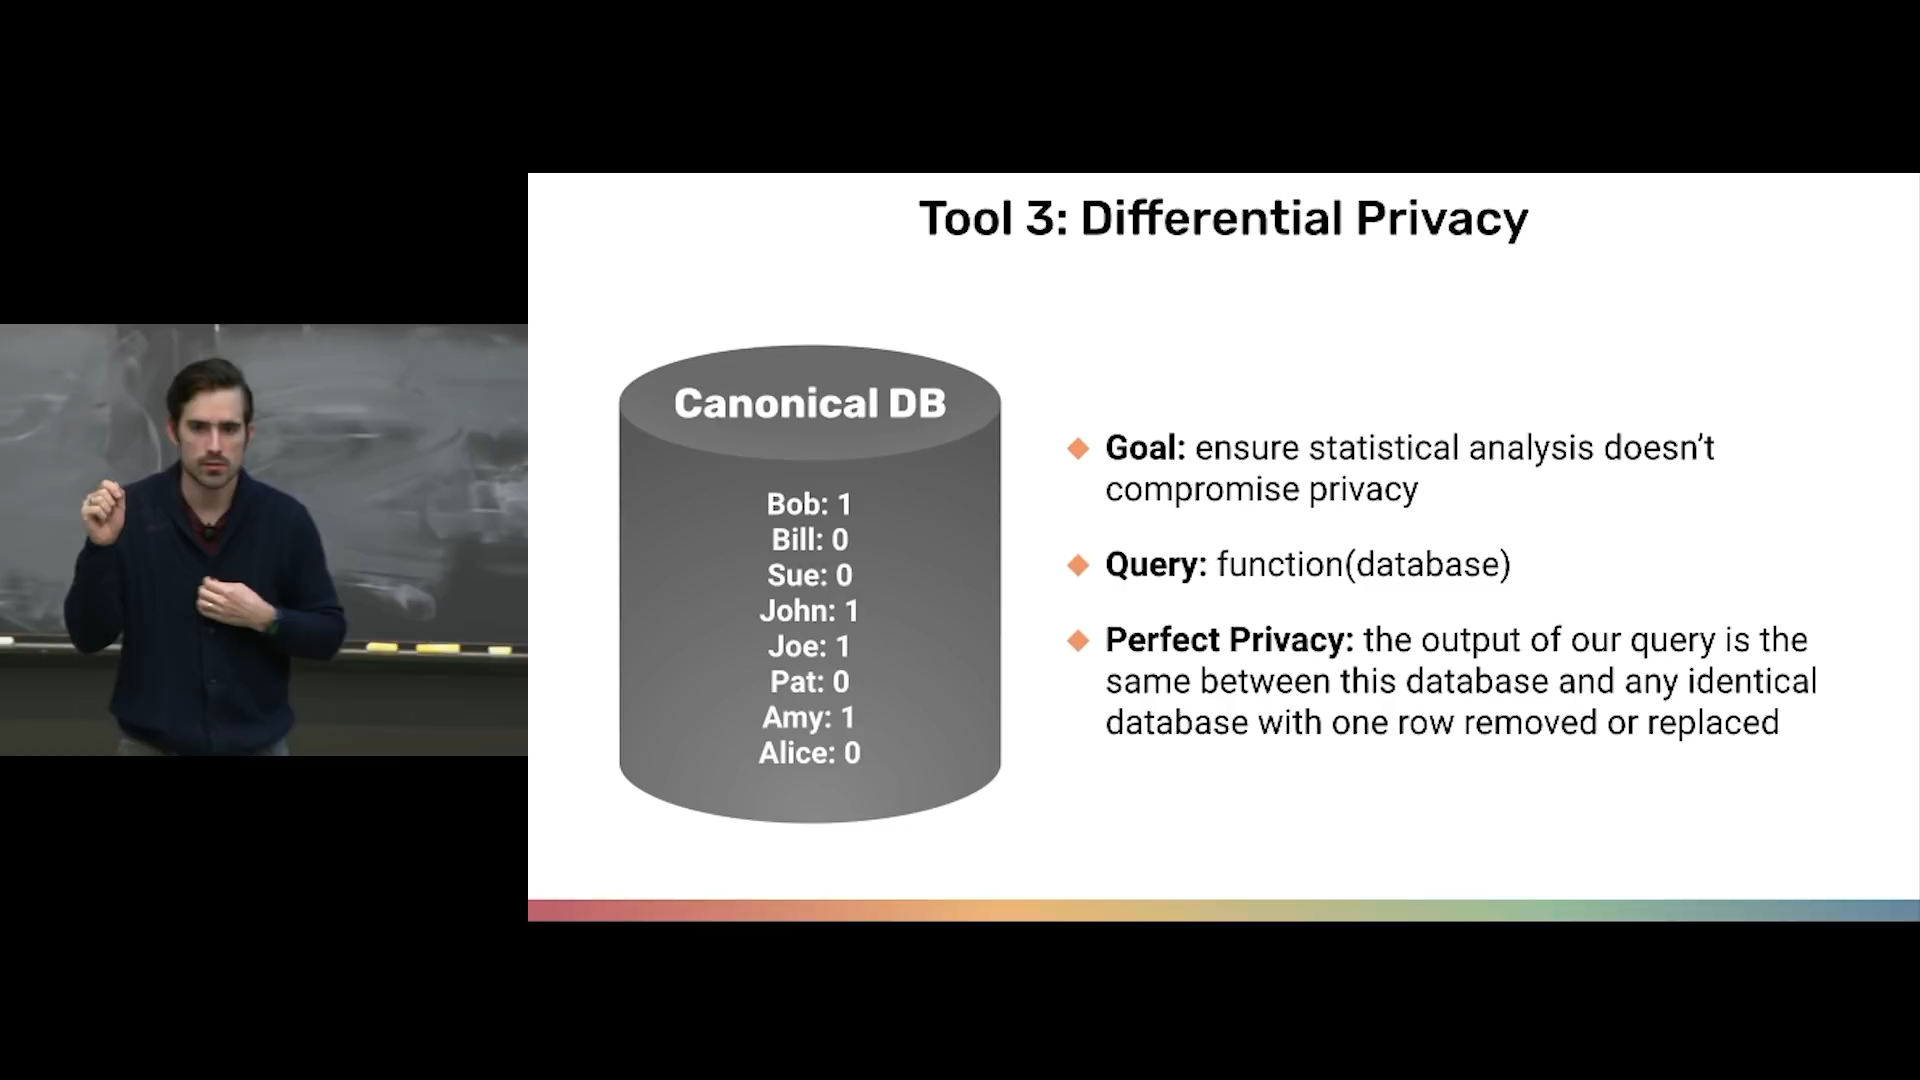 Tool 3: Differential Privacy
Canonical DB
Bob: 1
Bill: 0
Sue: 0
John: 1
Joe: 1
Pat: 0
Amy: 1
Alice: 0
Goal: ensure statistical analysis doesn't
compromise privacy
Query: function(database)
Perfect Privacy: the output of our query is the
same between this database and any identical
database with one row removed or replaced